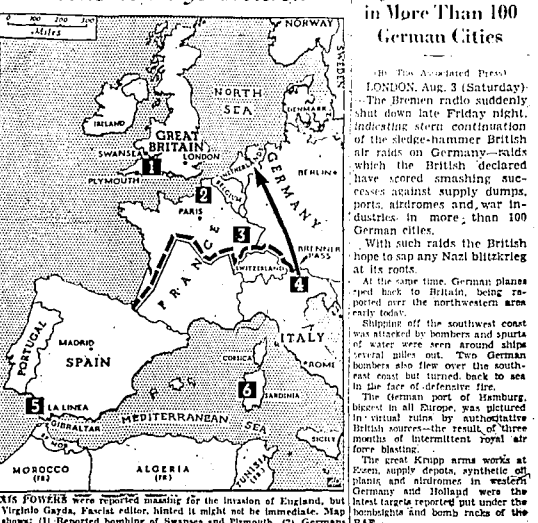 in More Than 100
German Cities
(By The Associated Press)
LONDON, Aug. 3 (Saturday)
The Bremen radio suddenly
shut down late Friday night,
indicating stern continuation
of the sledge-hammer British
air raids on Germany—raids
which the British declared
have scored smashing suc-
cesses against supply dumps,
ports, airdromes and war in-
dustries in more than 100
German cities.
With such raids the British
hope to sap any Nazi blitzkrieg
at its roots.
At the same time, German planes
sped back to Britain, being re-
ported over the northwestern area
early today.
Shipping off the southwest coast
was attacked by bombers and spurts
of water were seen around ships
several miles out. Two German
bombers also flew over the south-
east coast but turned back to sea
in the face of defensive fire.
The German port of Hamburg,
biggest in all Europe, was pictured
in virtual ruins by authoritative
British sources—the result of three
months of intermittent royal air
force blasting.
The great Krupp arms works at
Essen, supply depots, synthetic oil
plants and airdromes in western
Germany and Holland were the
latest targets reported put under the
bombsights and bomb racks of the
RAF
0 100 200 300
Miles
NORWAY
SWEDEN
NORTH
SEA
DENMARK
IRELAND
GREAT
BRITAIN
SWANSEA
LONDON
1
PLYMOUTH
BELGIUM
GERMANY
BERLIN
2
PARIS
3
FRANCE
SWITZERLAND
BRENNER
PASS
4
ITALY
ROME
CORSICA
6
SARDINIA
SICILY
PORTUGAL
MADRID
SPAIN
5
LA LINEA
GIBRALTAR
MEDITERRANEAN
SEA
MOROCCO
(FR.)
ALGERIA
(FR.)
TUNISIA
(FR.)
AXIS POWERS were reported massing for the invasion of England, but
Virginio Gayda, Fascist editor, hinted it might not be immediate. Map
shows: (1) Reported bombing of Swansea and Plymouth. (2) Germans